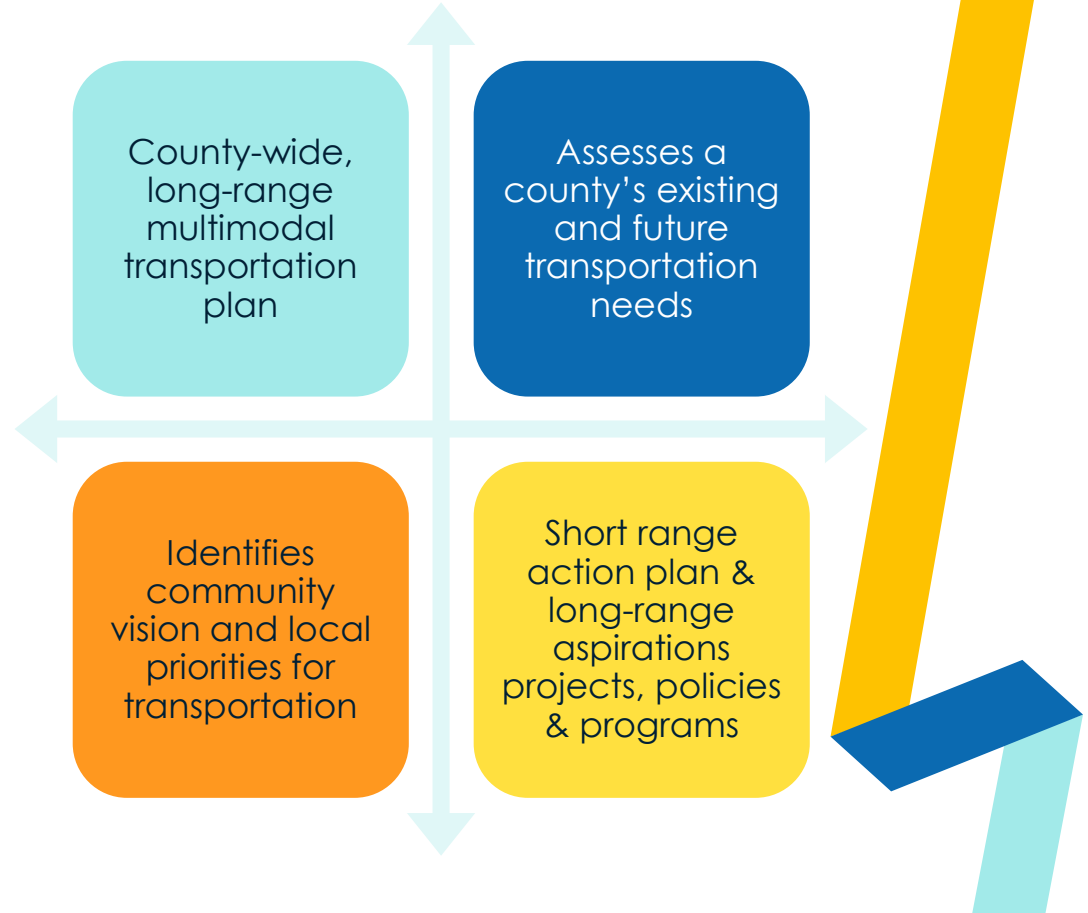 County-wide,
long-range
multimodal
transportation
plan
Assesses a
county’s existing
and future
transportation
needs
Identifies
community
vision and local
priorities for
transportation
Short range
action plan &
long-range
aspirations
projects, policies
& programs